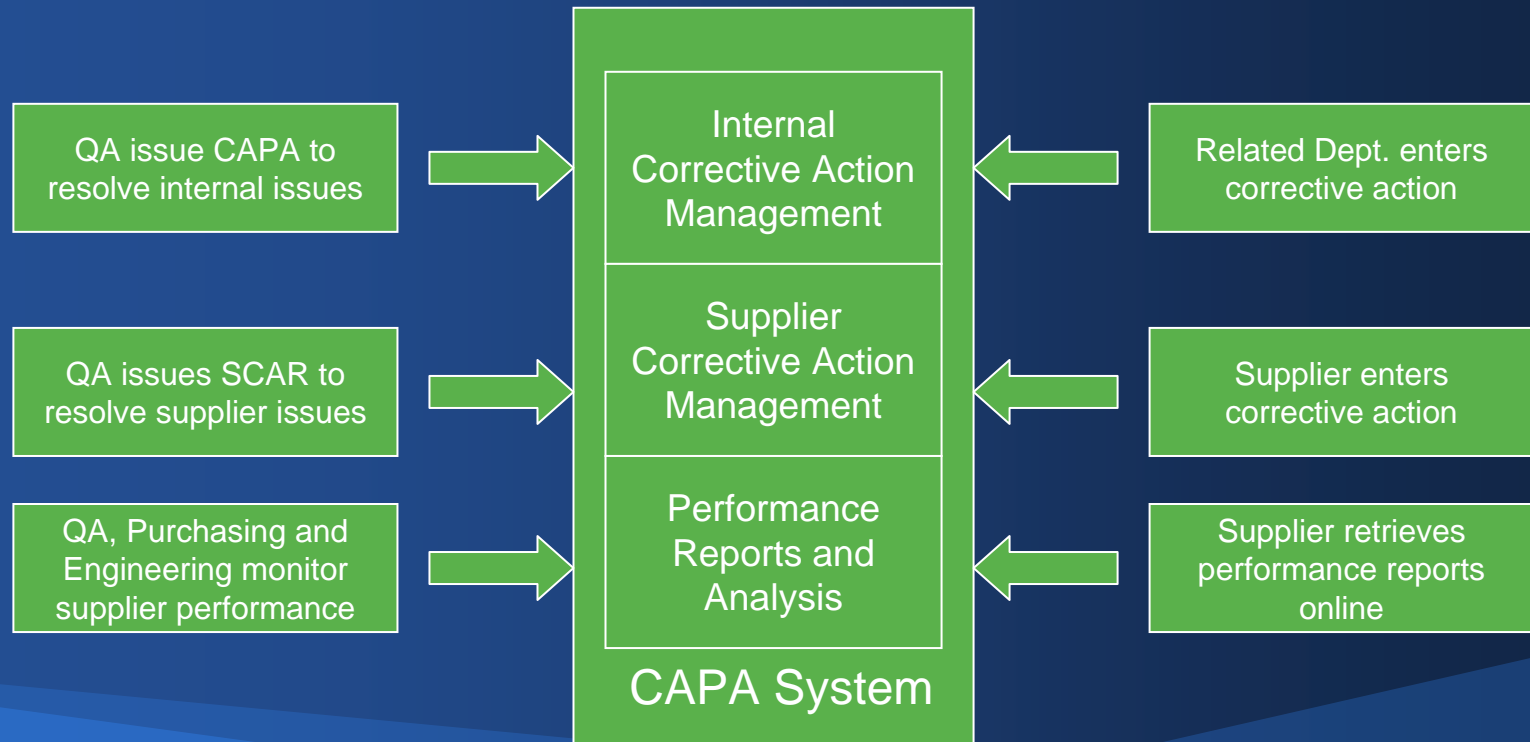 QA issue CAPA to
resolve internal issues
Internal
Corrective Action
Management
Related Dept. enters
corrective action
QA issues SCAR to
resolve supplier issues
Supplier
Corrective Action
Management
Supplier enters
corrective action
QA, Purchasing and
Engineering monitor
supplier performance
Performance
Reports and
Analysis
Supplier retrieves
performance reports
online
CAPA System